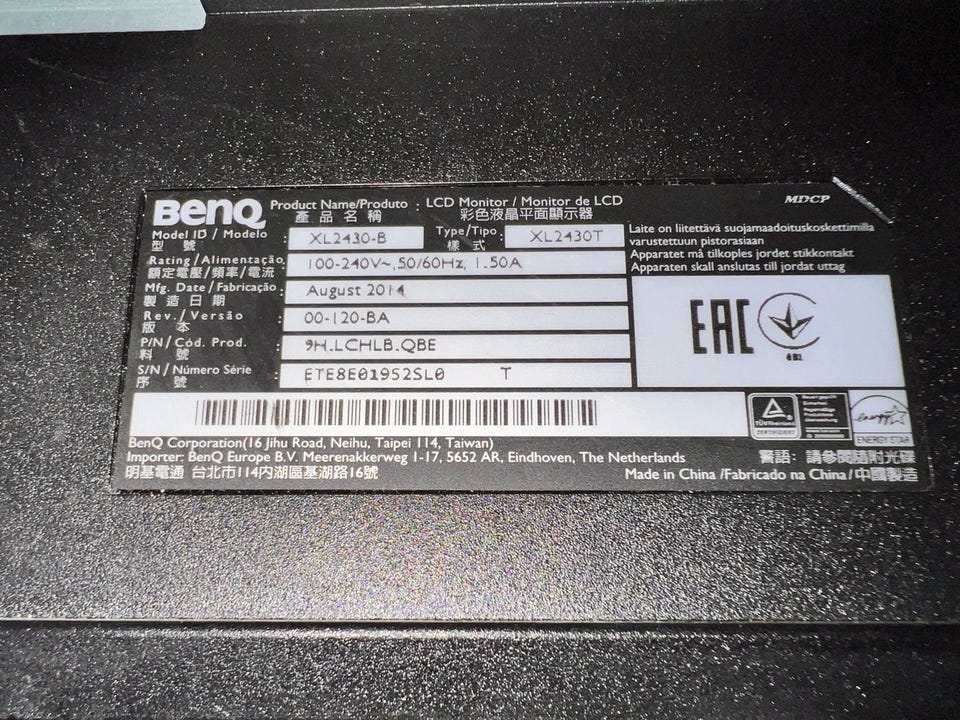 BenQ
Product Name/Produto : LCD Monitor / Monitor de LCD
產品名稱 彩色液晶平面顯示器
MDCP
Model ID / Modelo : XL2430-B Type/Tipo : XL2430T
型號 樣式
Rating/Alimentação : 100-240V~, 50/60Hz, 1.50A
額定電壓/頻率/電流
Mfg. Date/Fabricação : August 2014
製造日期
Rev./Versão : 00-120-BA
版本
P/N/Cód. Prod. : 9H.LCHLB.QBE
料號
S/N/Número Série : ETE8E01952SL0 T
序號
Laite on liitettävä suojamaadoituskoskettimilla
varustettuun pistorasiaan
Apparatet må tilkoples jordet stikkontakt
Apparaten skall anslutas till jordat uttag
EAC
TÜVRheinland
ZERTIFIZIERT
energy
ENERGY STAR
BenQ Corporation(16 Jihu Road, Neihu, Taipei 114, Taiwan)
Importer: BenQ Europe B.V. Meerenakkerweg 1-17, 5652 AR, Eindhoven, The Netherlands
明基電通 台北市114內湖區基湖路16號
警語: 請參閱隨附光碟
Made in China /Fabricado na China/中國製造